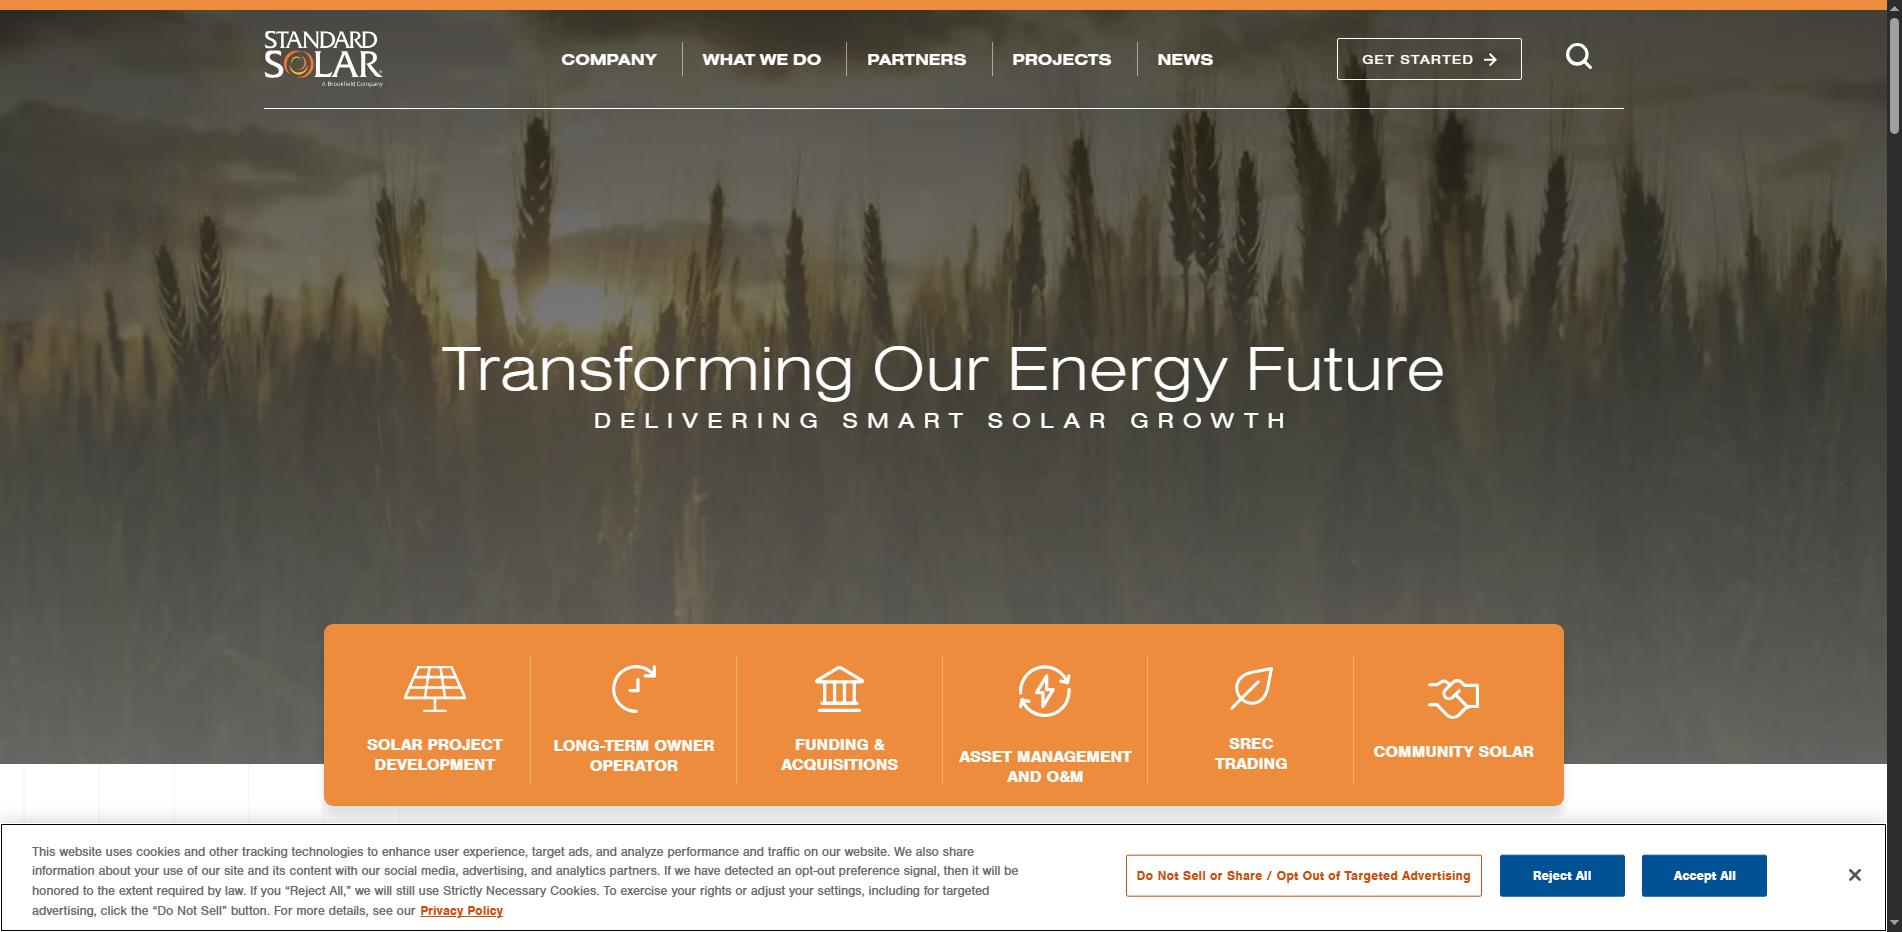 STANDARD
SOLAR
A Brookfield Company
COMPANY
WHAT WE DO
PARTNERS
PROJECTS
NEWS
GET STARTED
Transforming Our Energy Future
DELIVERING SMART SOLAR GROWTH
SOLAR PROJECT
DEVELOPMENT
LONG-TERM OWNER
OPERATOR
FUNDING &
ACQUISITIONS
ASSET MANAGEMENT
AND O&M
SREC
TRADING
COMMUNITY SOLAR
This website uses cookies and other tracking technologies to enhance user experience, target ads, and analyze performance and traffic on our website. We also share
information about your use of our site and its content with our social media, advertising, and analytics partners. If we have detected an opt-out preference signal, then it will be
honored to the extent required by law. If you “Reject All,” we will still use Strictly Necessary Cookies. To exercise your rights or adjust your settings, including for targeted
advertising, click the “Do Not Sell” button. For more details, see our Privacy Policy
Do Not Sell or Share / Opt Out of Targeted Advertising
Reject All
Accept All